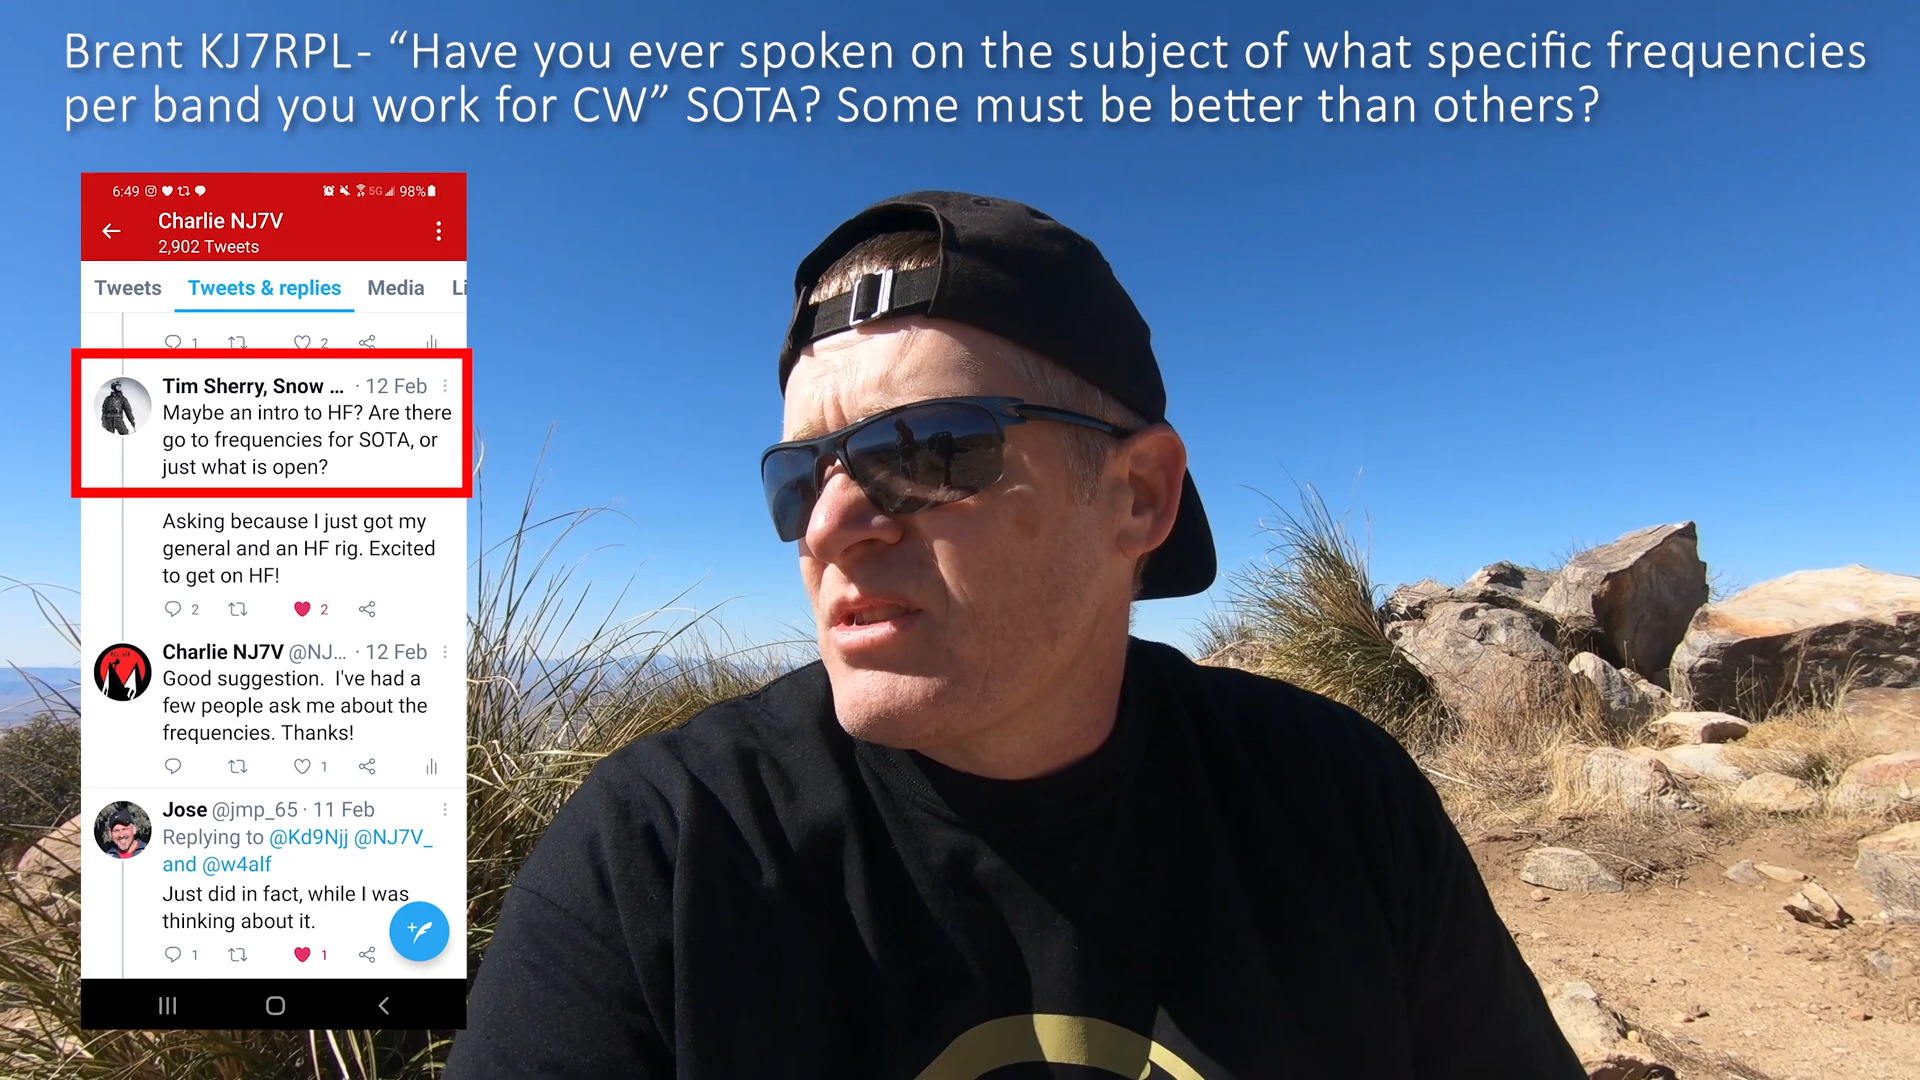 Brent KJ7RPL- “Have you ever spoken on the subject of what specific frequencies
per band you work for CW” SOTA? Some must be better than others?
6:49
5G 98%
Charlie NJ7V
2,902 Tweets
Tweets Tweets & replies Media Li
1 2
Tim Sherry, Snow ... · 12 Feb
Maybe an intro to HF? Are there
go to frequencies for SOTA, or
just what is open?
Asking because I just got my
general and an HF rig. Excited
to get on HF!
2 2
Charlie NJ7V @NJ... · 12 Feb
Good suggestion. I've had a
few people ask me about the
frequencies. Thanks!
1
Jose @jmp_65 · 11 Feb
Replying to @Kd9Njj @NJ7V_
and @w4alf
Just did in fact, while I was
thinking about it.
1 1